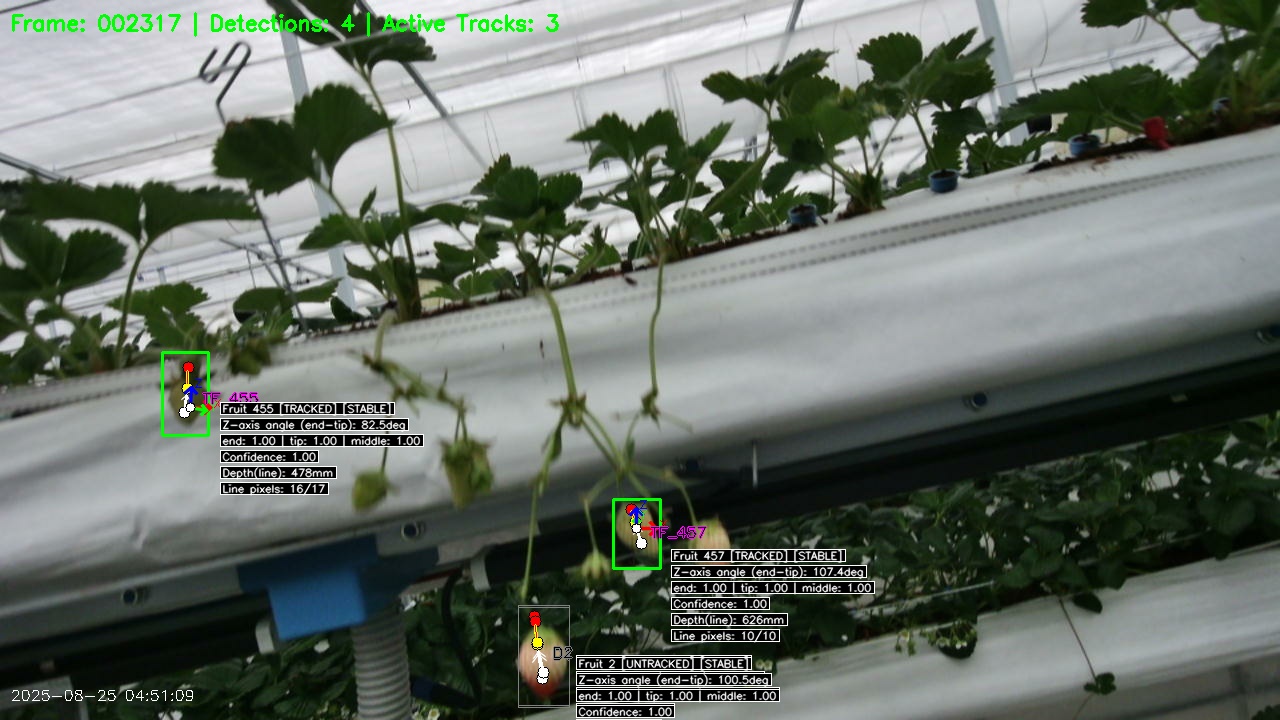 Frame: 002317 | Detections: 4 | Active Tracks: 3
TF_455
Fruit 455 [TRACKED] [STABLE]
Z-axis angle (end-tip): 82.5deg
end: 1.00 | tip: 1.00 | middle: 1.00
Confidence: 1.00
Depth(line): 478mm
Line pixels: 16/17
TF_457
Fruit 457 [TRACKED] [STABLE]
Z-axis angle (end-tip): 107.4deg
end: 1.00 | tip: 1.00 | middle: 1.00
Confidence: 1.00
Depth(line): 626mm
Line pixels: 10/10
D2
Fruit 2 [UNTRACKED] [STABLE]
Z-axis angle (end-tip): 100.5deg
end: 1.00 | tip: 1.00 | middle: 1.00
Confidence: 1.00
2025-08-25 04:51:09